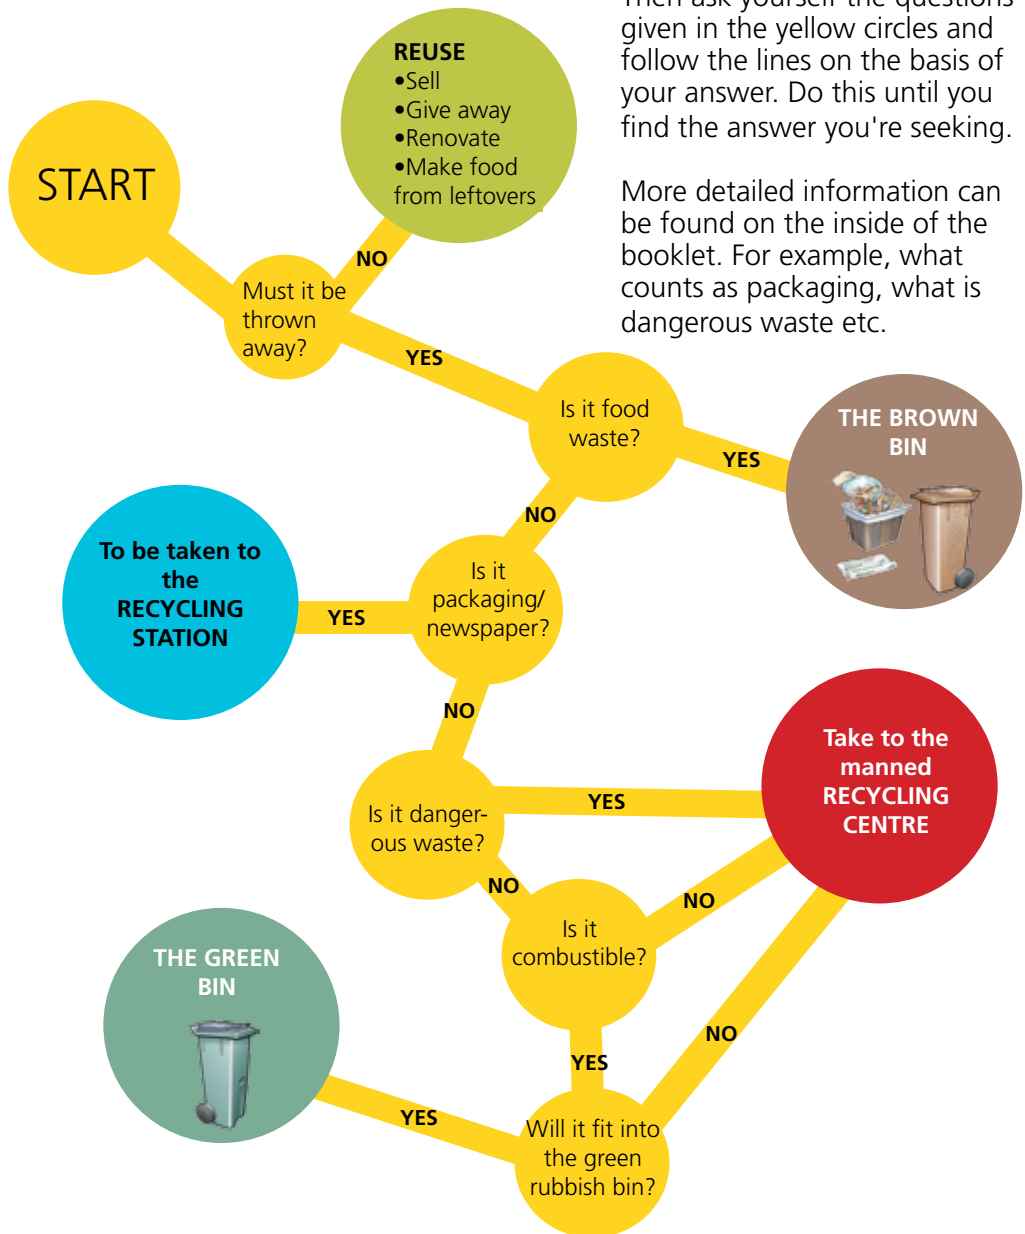 Then ask yourself the questions
given in the yellow circles and
follow the lines on the basis of
your answer. Do this until you
find the answer you're seeking.
More detailed information can
be found on the inside of the
booklet. For example, what
counts as packaging, what is
dangerous waste etc.
START
REUSE
•Sell
•Give away
•Renovate
•Make food
from leftovers
NO
Must it be
thrown
away?
YES
Is it food
waste?
YES
THE BROWN
BIN
NO
Is it
packaging/
newspaper?
YES
To be taken to
the
RECYCLING
STATION
NO
Is it danger-
ous waste?
YES
Take to the
manned
RECYCLING
CENTRE
NO
Is it
combustible?
NO
YES
Will it fit into
the green
rubbish bin?
NO
YES
THE GREEN
BIN